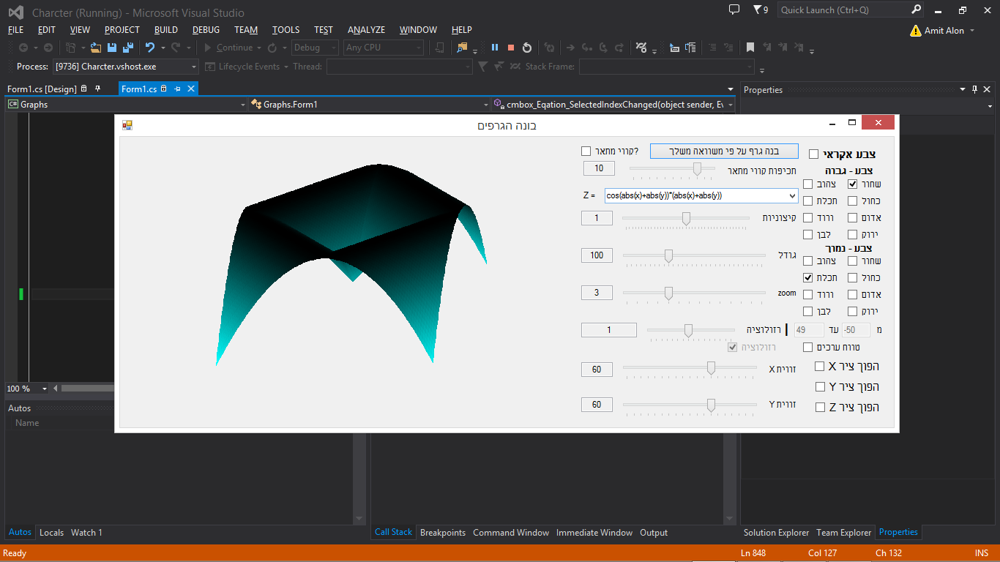 Charcter (Running) - Microsoft Visual Studio
9
Quick Launch (Ctrl+Q)
FILE EDIT VIEW PROJECT BUILD DEBUG TEAM TOOLS TEST ANALYZE WINDOW HELP
Amit Alon
Continue
Debug
Any CPU
Process: [9736] Charcter.vshost.exe
Lifecycle Events
Thread:
Stack Frame:
Form1.cs [Design]
Form1.cs
Properties
C# Graphs
Graphs.Form1
cmbox_Eqation_SelectedIndexChanged(object sender, Ev
בונה הגרפים
צבע אקראי
בנה גרף על פי משוואה משלך
קווי מתאר?
צבע - גבוה
תכיפות קווי מתאר
10
שחור
צהוב
Z =
cos(abs(x)+abs(y))*(abs(x)+abs(y))
כחול
תכלת
קיצוניות
1
אדום
ורוד
ירוק
לבן
צבע - נמוך
גודל
100
שחור
צהוב
כחול
תכלת
zoom
3
אדום
ורוד
ירוק
לבן
מ
-50
עד
49
רזולוציה
1
טווח ערכים
רזולוציה
הפוך ציר X
זווית X
60
הפוך ציר Y
זווית Y
60
הפוך ציר Z
100 %
Autos
Name
Autos Locals Watch 1
Call Stack Breakpoints Command Window Immediate Window Output
Solution Explorer Team Explorer Properties
Ready
Ln 848
Col 127
Ch 132
INS